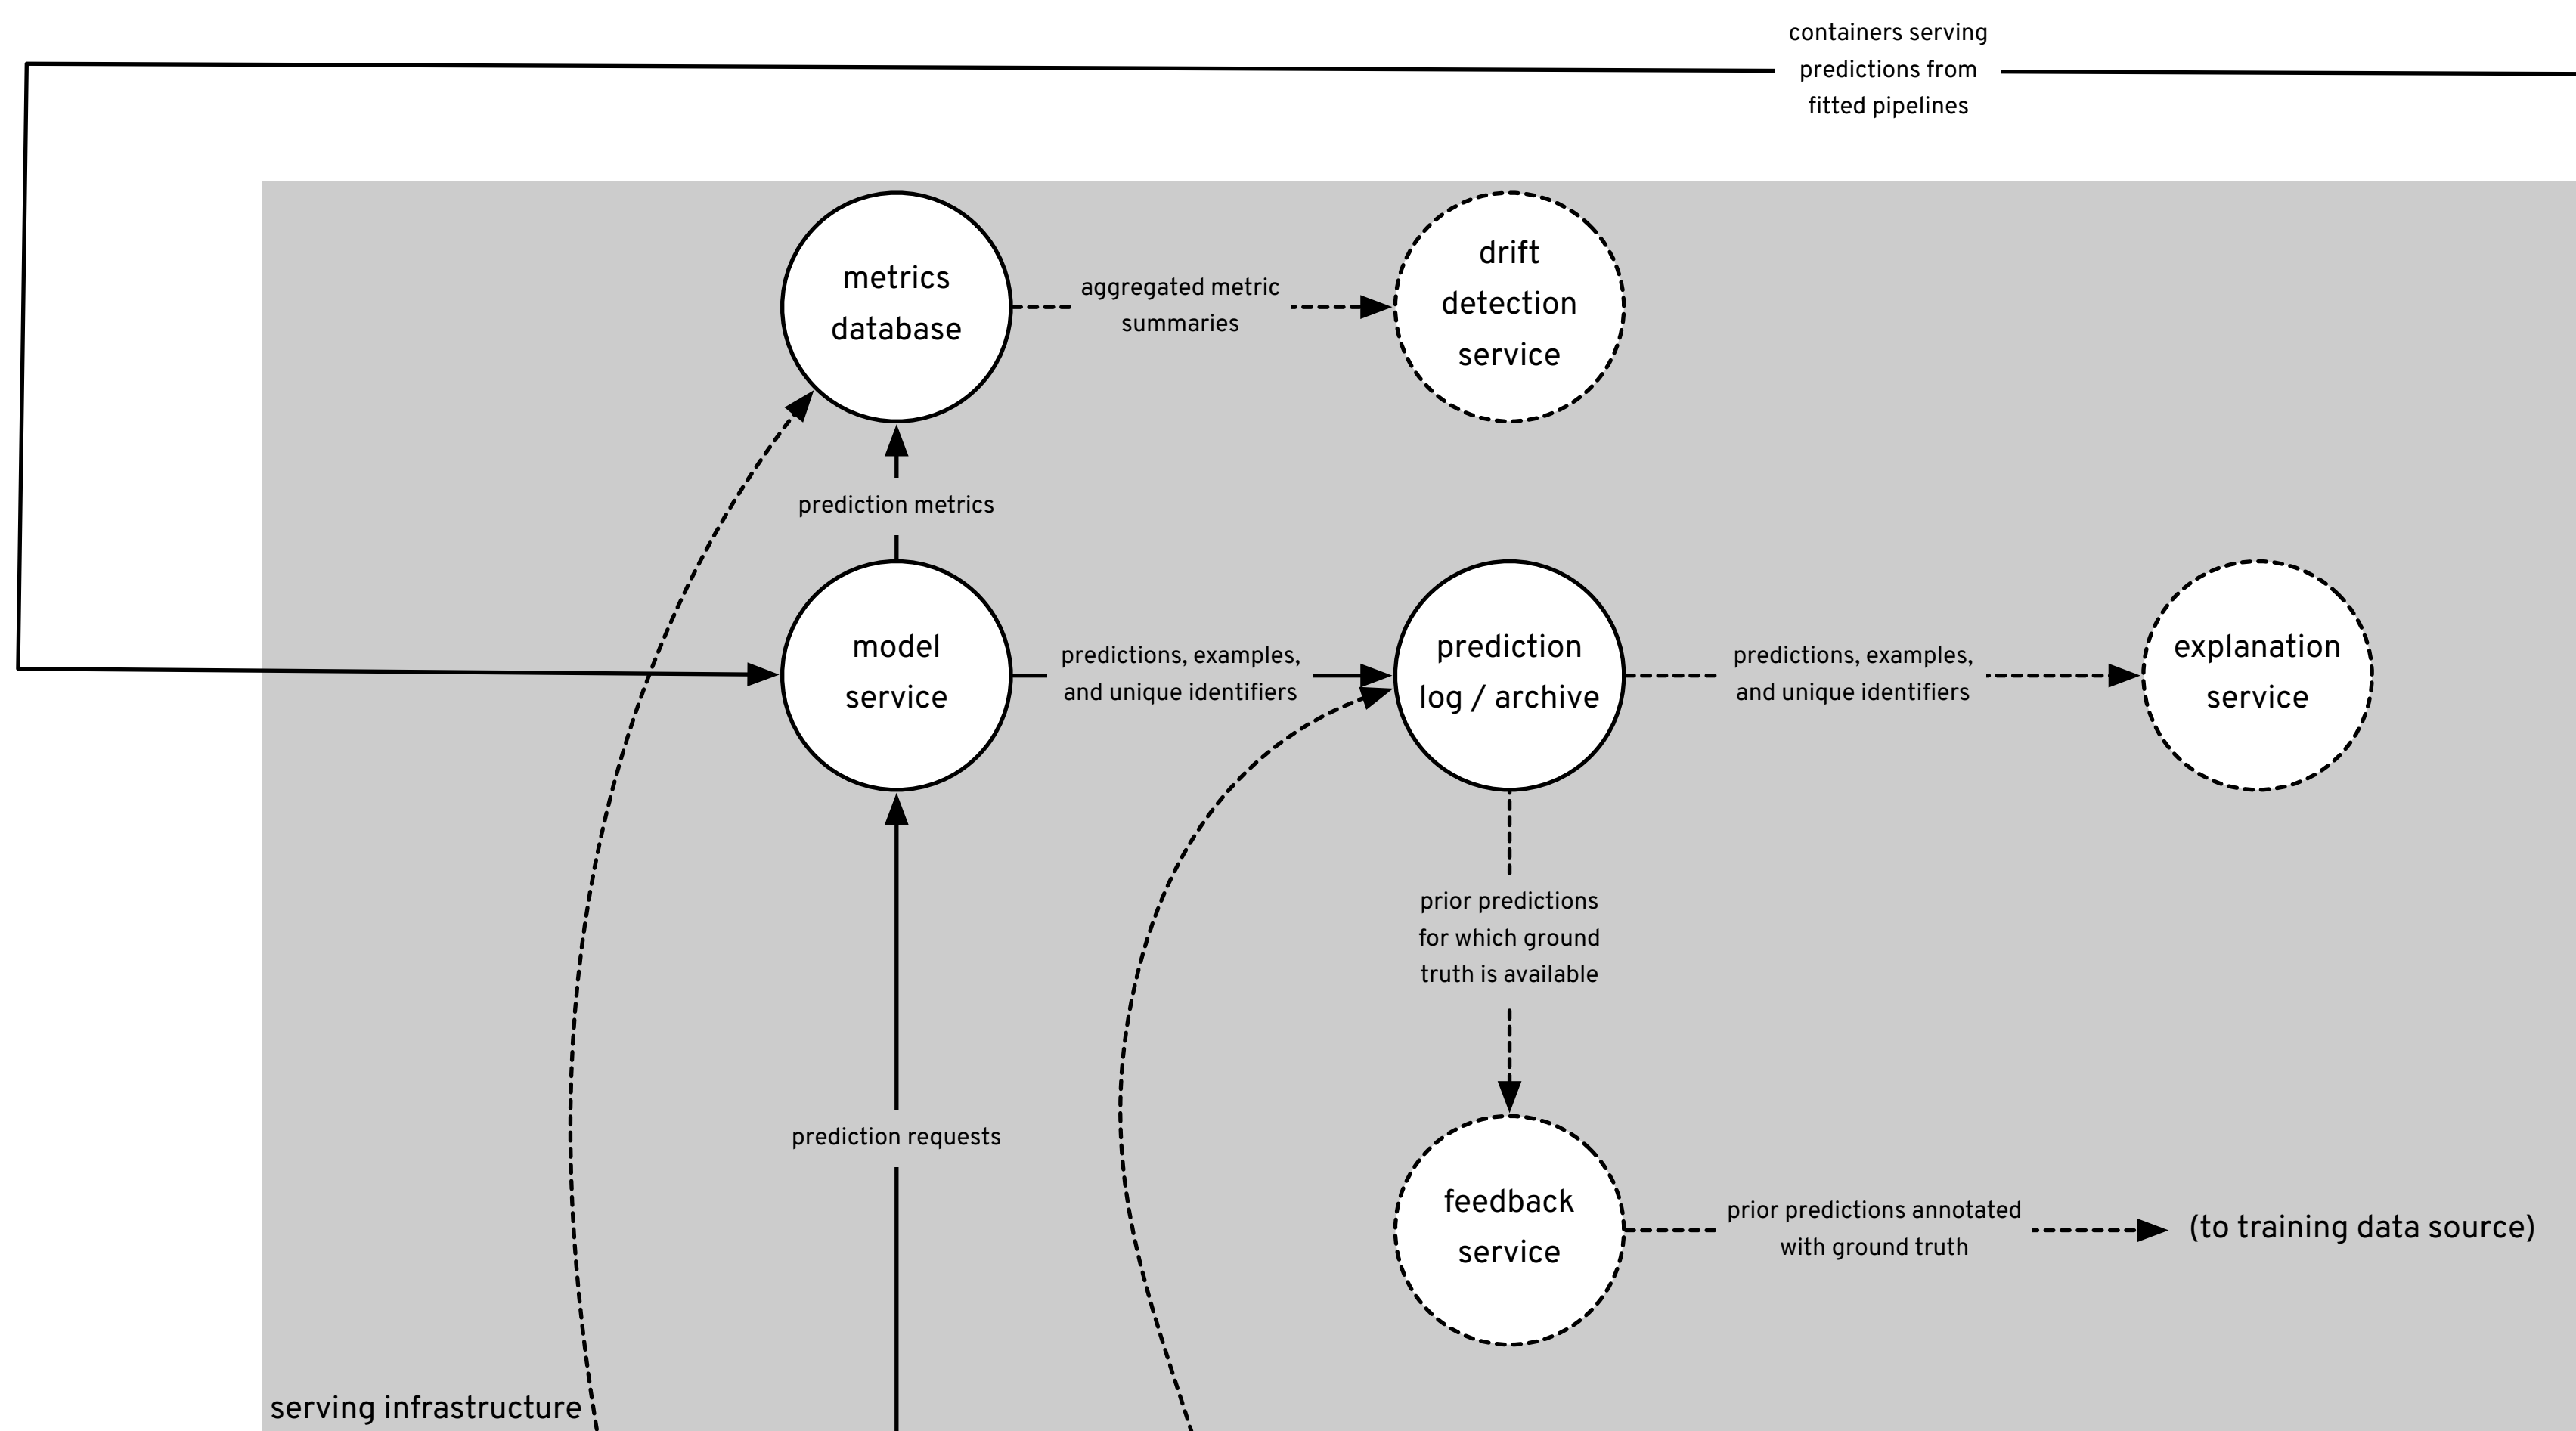 containers serving
predictions from
fitted pipelines
metrics
database
aggregated metric
summaries
drift
detection
service
prediction metrics
model
service
predictions, examples,
and unique identifiers
prediction
log / archive
predictions, examples,
and unique identifiers
explanation
service
prior predictions
for which ground
truth is available
prediction requests
feedback
service
prior predictions annotated
with ground truth
(to training data source)
serving infrastructure